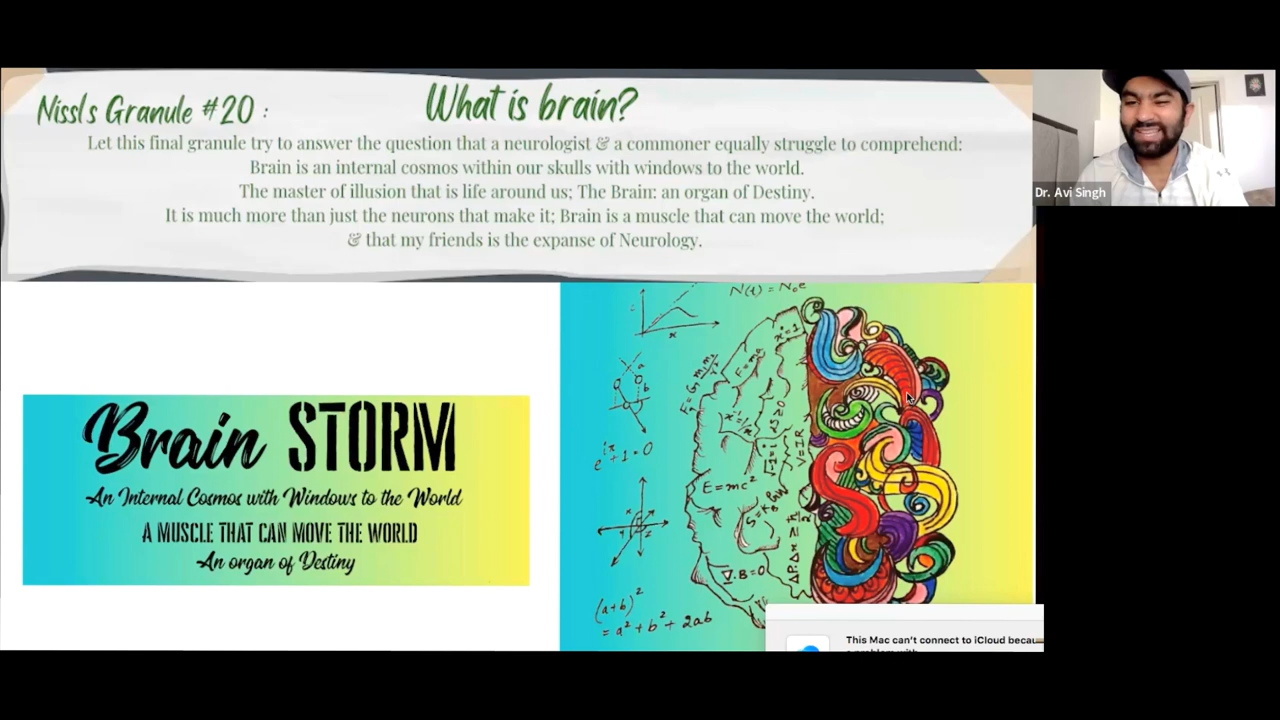 Nissl's Granule #20 :
What is brain?
Let this final granule try to answer the question that a neurologist & a commoner equally struggle to comprehend:
Brain is an internal cosmos within our skulls with windows to the world.
The master of illusion that is life around us; The Brain: an organ of Destiny.
It is much more than just the neurons that make it; Brain is a muscle that can move the world;
& that my friends is the expanse of Neurology.
Dr. Avi Singh
Brain STORM
An Internal Cosmos with Windows to the World
A MUSCLE THAT CAN MOVE THE WORLD
An organ of Destiny
x
a
b
e^iπ+1=0
E=mc²
V=IR
∇.B=0
(a+b)²
= a²+b²+2ab
This Mac can't connect to iCloud becau